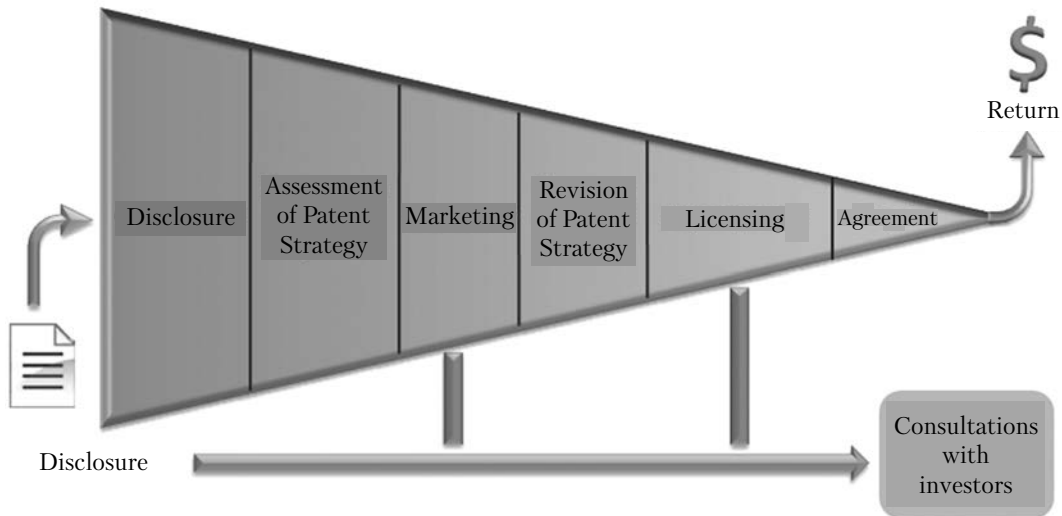 $
Return
Disclosure
Assessment
of Patent
Strategy
Marketing
Revision
of Patent
Strategy
Licensing
Agreement
Disclosure
Consultations
with
investors